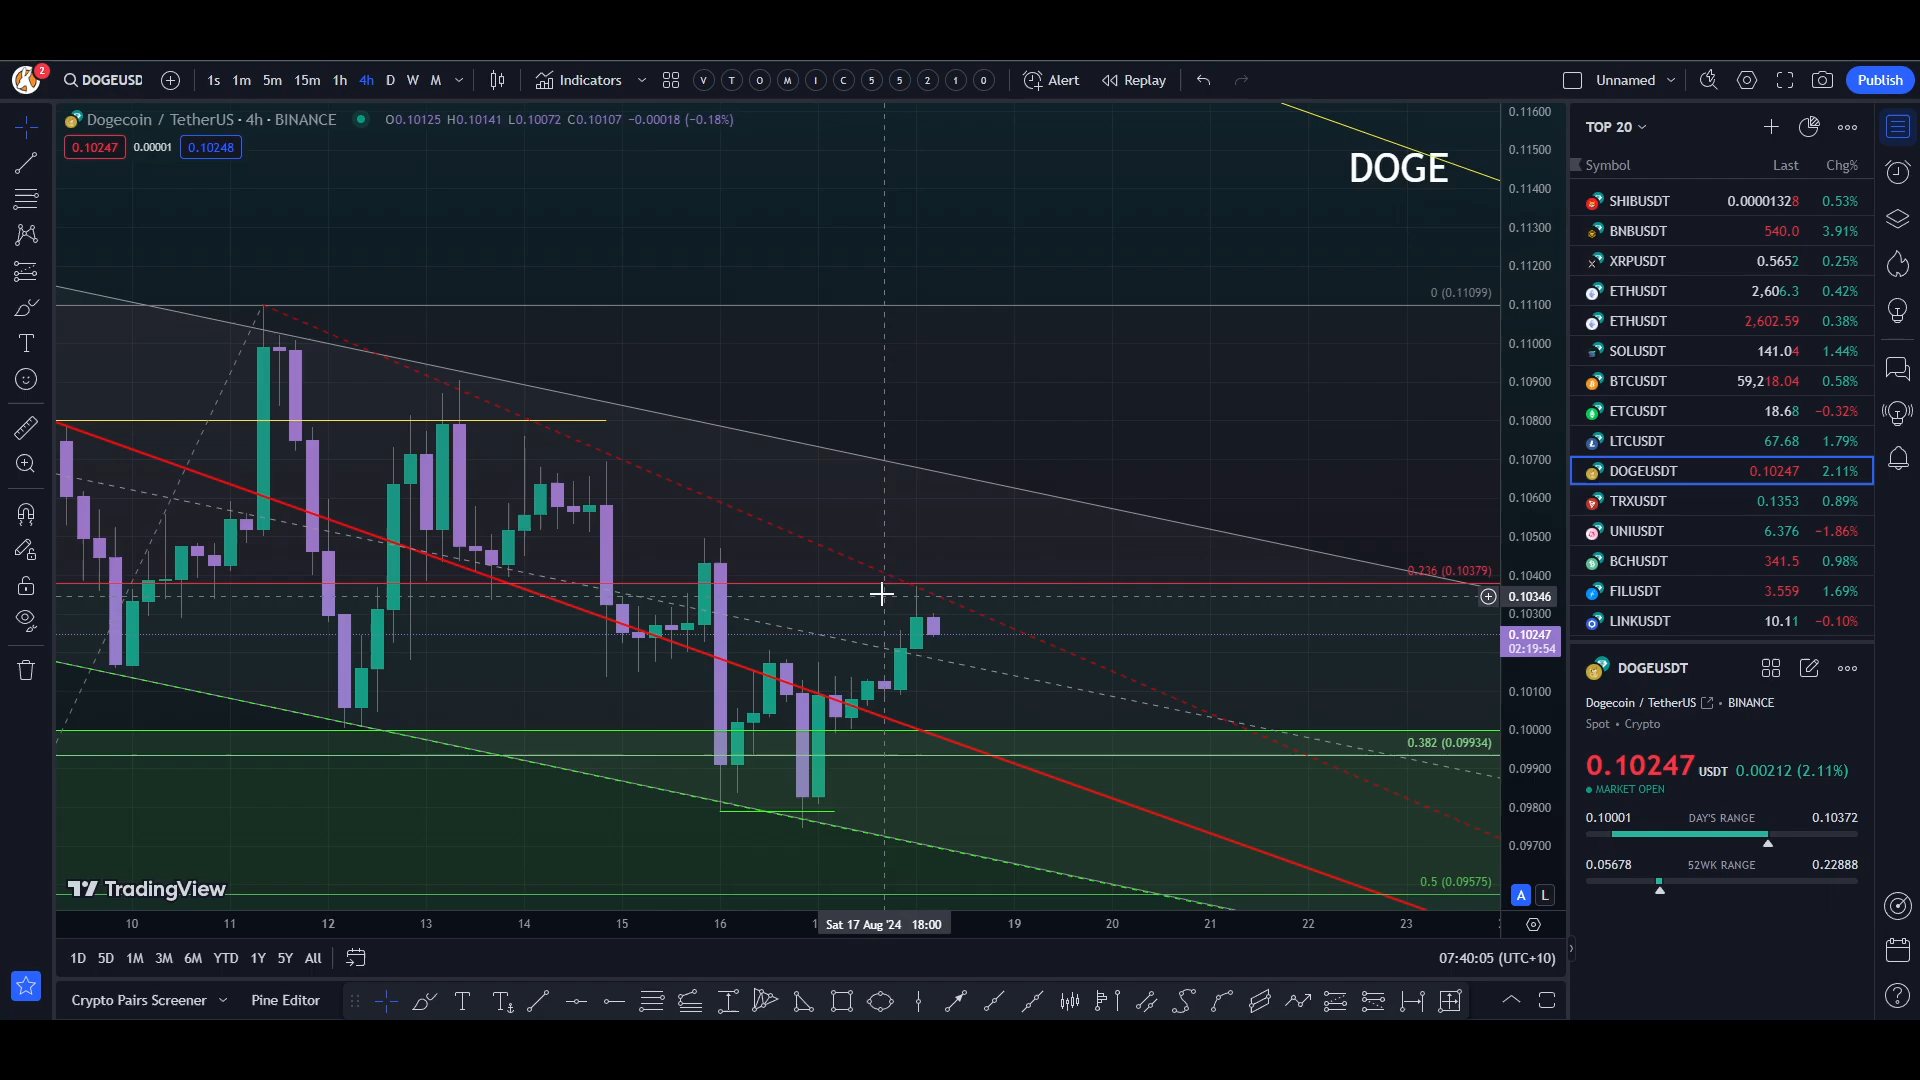 2
DOGEUSD 1s 1m 5m 15m 1h 4h D W M Indicators V T O M I C 5 5 2 1 0 Alert Replay Unnamed Publish
Dogecoin / TetherUS · 4h · BINANCE O0.10125 H0.10141 L0.10072 C0.10107 −0.00018 (−0.18%)
0.10247 0.00001 0.10248
DOGE
0 (0.11099)
0.236 (0.10379)
0.382 (0.09934)
0.5 (0.09575)
0.11600
0.11500
0.11400
0.11300
0.11200
0.11100
0.11000
0.10900
0.10800
0.10700
0.10600
0.10500
0.10400
0.10346
0.10300
0.10247
02:19:54
0.10100
0.10000
0.09900
0.09800
0.09700
A L
TradingView
10 11 12 13 14 15 16 Sat 17 Aug '24 18:00 19 20 21 22 23
1D 5D 1M 3M 6M YTD 1Y 5Y All 07:40:05 (UTC+10)
Crypto Pairs Screener Pine Editor
TOP 20
Symbol Last Chg%
SHIBUSDT 0.00001328 0.53%
BNBUSDT 540.0 3.91%
XRPUSDT 0.5652 0.25%
ETHUSDT 2,606.3 0.42%
ETHUSDT 2,602.59 0.38%
SOLUSDT 141.04 1.44%
BTCUSDT 59,218.04 0.58%
ETCUSDT 18.68 −0.32%
LTCUSDT 67.68 1.79%
DOGEUSDT 0.10247 2.11%
TRXUSDT 0.1353 0.89%
UNIUSDT 6.376 −1.86%
BCHUSDT 341.5 0.98%
FILUSDT 3.559 1.69%
LINKUSDT 10.11 −0.10%
DOGEUSDT
Dogecoin / TetherUS • BINANCE
Spot • Crypto
0.10247 USDT 0.00212 (2.11%)
MARKET OPEN
0.10001 DAY'S RANGE 0.10372
0.05678 52WK RANGE 0.22888